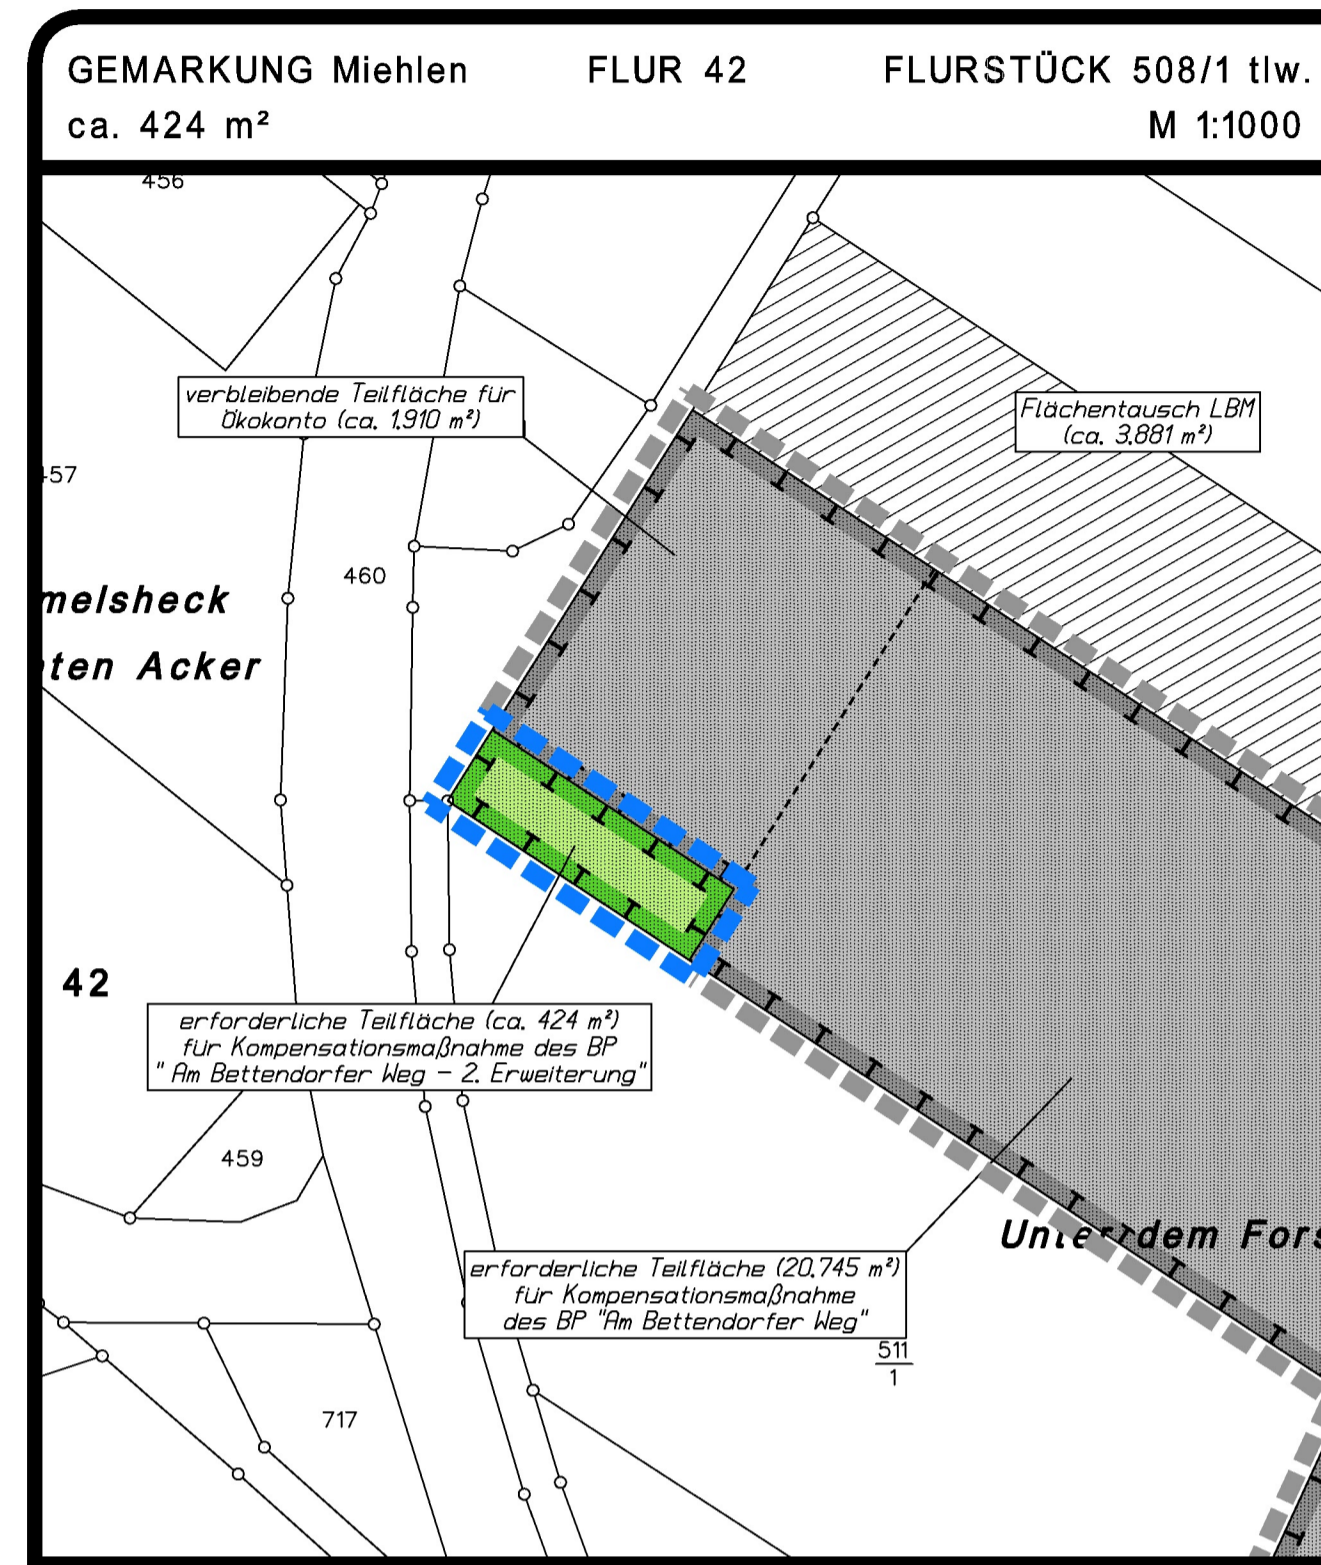 GEMARKUNG Miehlen FLUR 42 FLURSTÜCK 508/1 tlw.
ca. 424 m² M 1:1000
456
verbleibende Teilfläche für
Ökokonto (ca. 1.910 m²)
Flächentausch LBM
(ca. 3.881 m²)
457
460
melsheck
ten Acker
42
erforderliche Teilfläche (ca. 424 m²)
für Kompensationsmaßnahme des BP
" Am Bettendorfer Weg - 2. Erweiterung"
459
Unter dem Fors
erforderliche Teilfläche (20.745 m²)
für Kompensationsmaßnahme
des BP "Am Bettendorfer Weg"
511
1
717